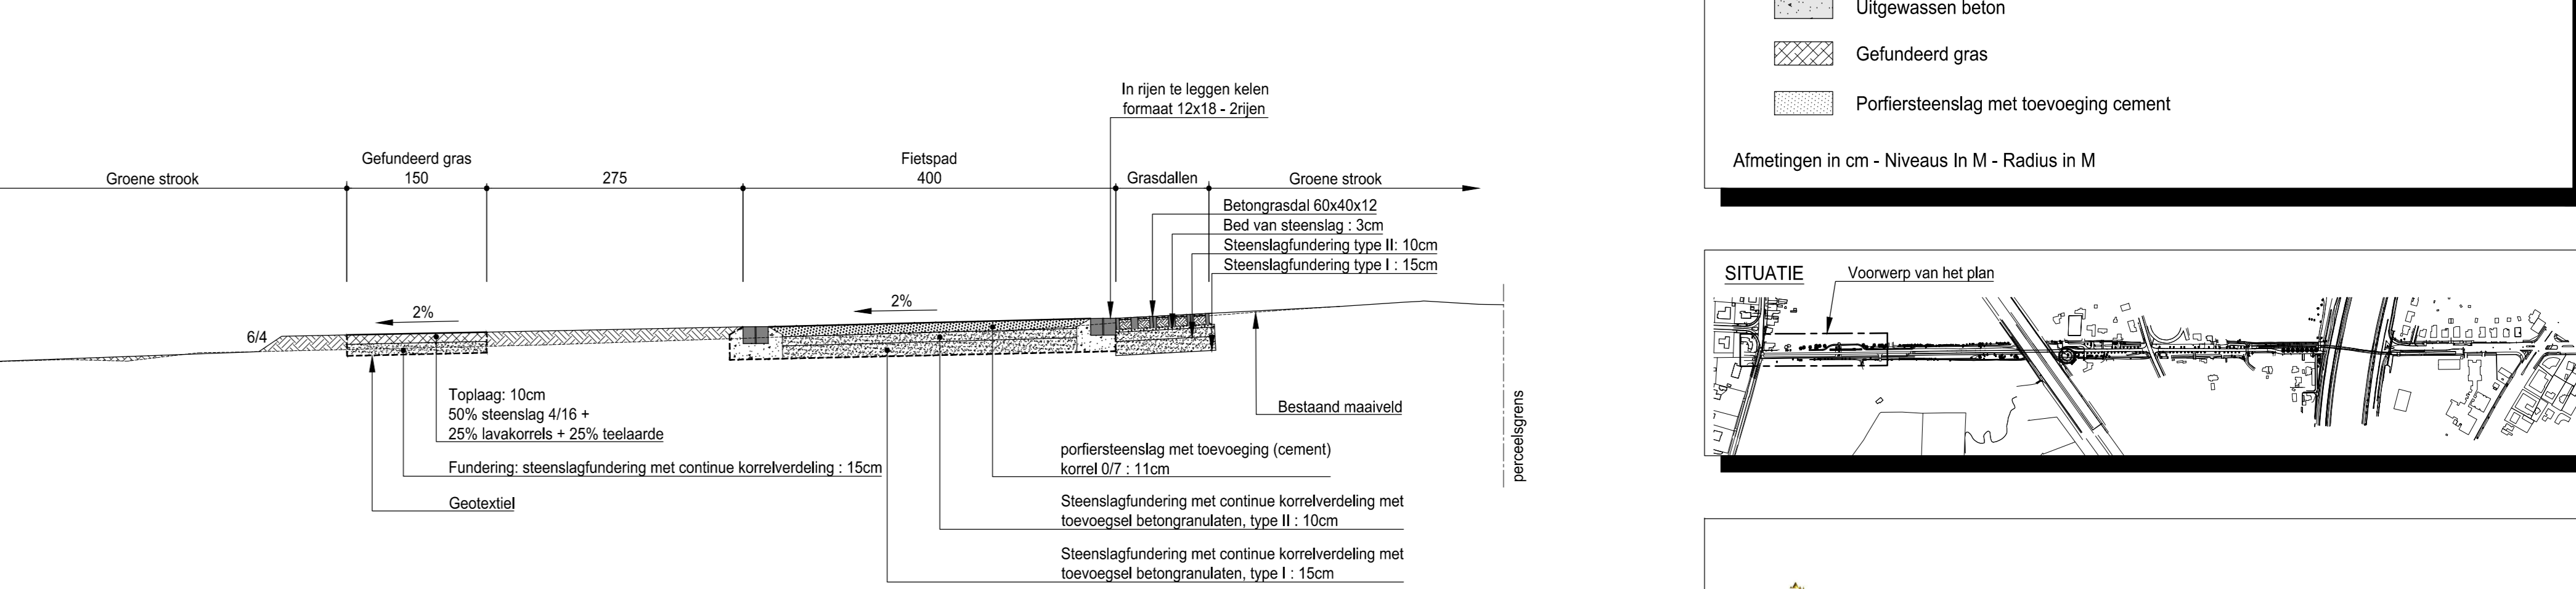 In rijen te leggen kelen
formaat 12x18 - 2rijen
Gefundeerd gras
Fietspad
Groene strook
150
275
400
Grasdallen
Groene strook
Betongrasdal 60x40x12
Bed van steenslag : 3cm
Steenslagfundering type II: 10cm
Steenslagfundering type I : 15cm
2%
2%
6/4
Toplaag: 10cm
50% steenslag 4/16 +
25% lavakorrels + 25% teelaarde
Fundering: steenslagfundering met continue korrelverdeling : 15cm
Geotextiel
Bestaand maaiveld
porfiersteenslag met toevoeging (cement)
korrel 0/7 : 11cm
Steenslagfundering met continue korrelverdeling met
toevoegsel betongranulaten, type II : 10cm
Steenslagfundering met continue korrelverdeling met
toevoegsel betongranulaten, type I : 15cm
perceelsgrens
Uitgewassen beton
Gefundeerd gras
Porfiersteenslag met toevoeging cement
Afmetingen in cm - Niveaus In M - Radius in M
SITUATIE
Voorwerp van het plan